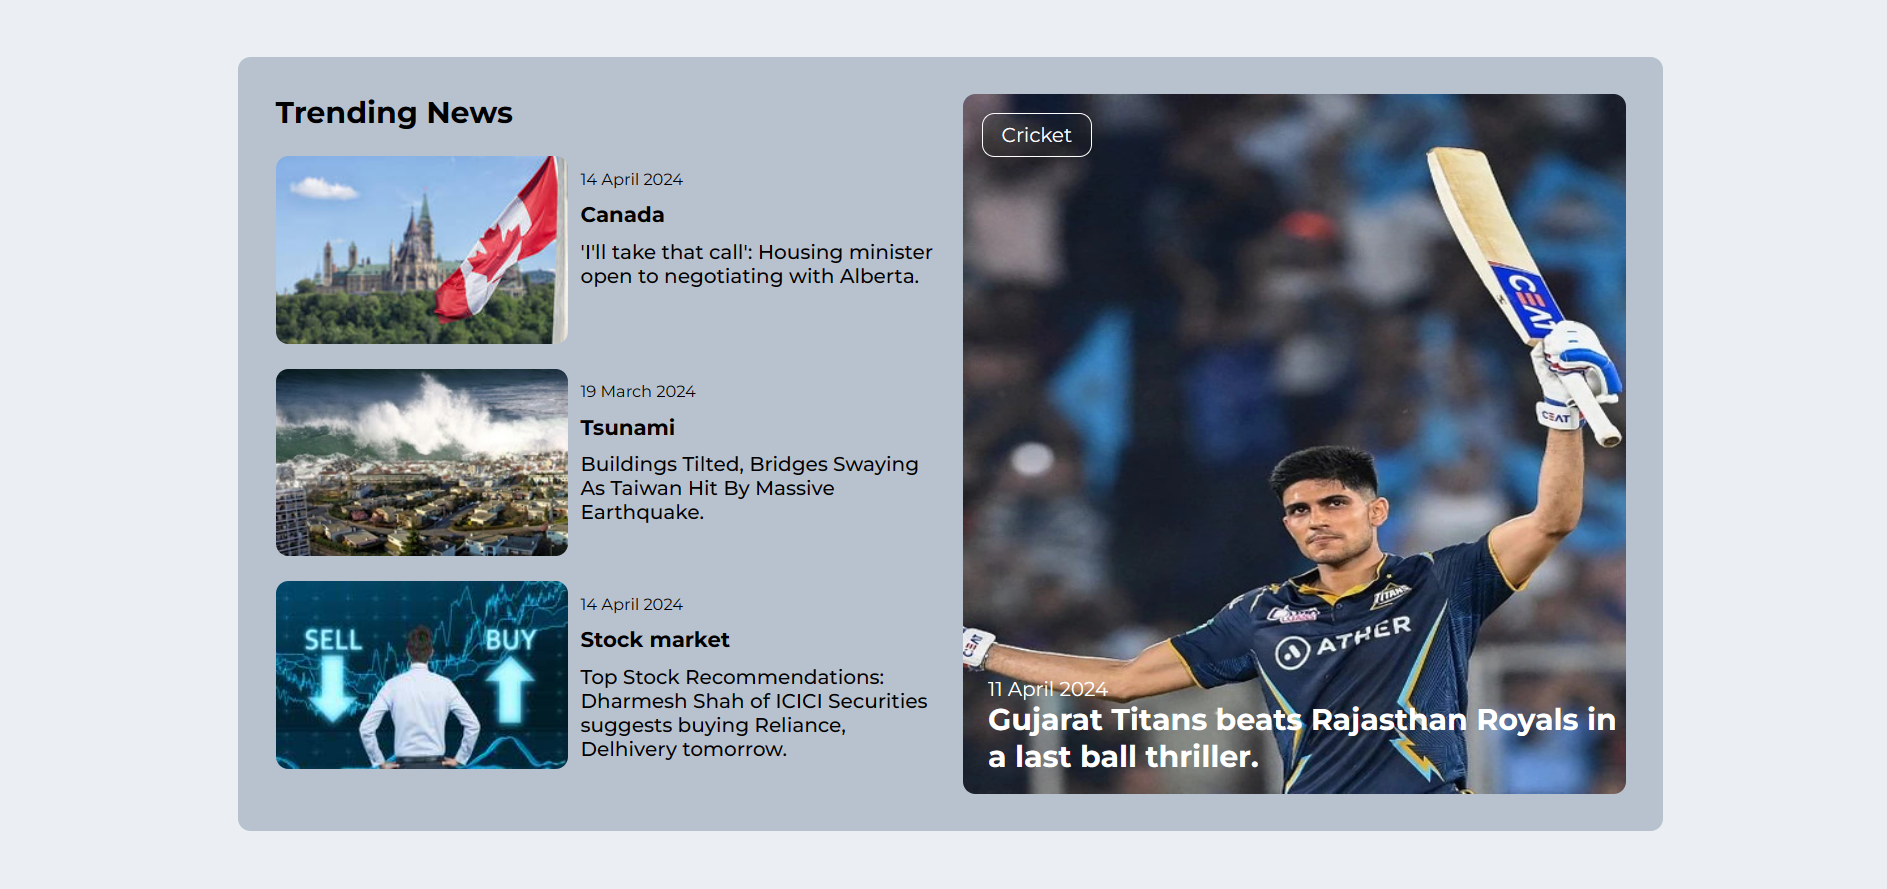 Trending News
14 April 2024
Canada
'I'll take that call': Housing minister
open to negotiating with Alberta.
19 March 2024
Tsunami
Buildings Tilted, Bridges Swaying
As Taiwan Hit By Massive
Earthquake.
SELL
BUY
14 April 2024
Stock market
Top Stock Recommendations:
Dharmesh Shah of ICICI Securities
suggests buying Reliance,
Delhivery tomorrow.
Cricket
CEAT
CEAT
TITANS
ATHER
CEAT
11 April 2024
Gujarat Titans beats Rajasthan Royals in
a last ball thriller.